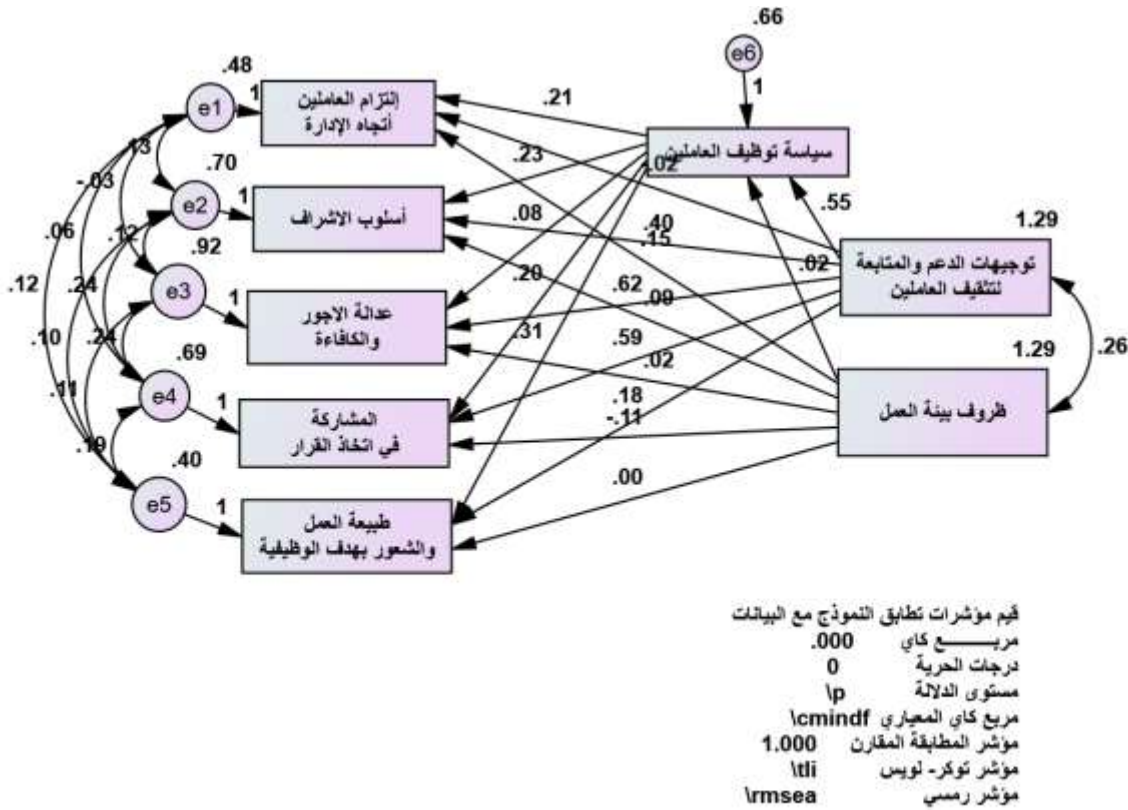 .66
e6
1
.48
e1
1
إلتزام العاملين
أتجاه الإدارة
.21
سياسة توظيف العاملين
.13
-.03
.70
e2
1
أسلوب الاشراف
.23
.02
.55
1.29
توجيهات الدعم والمتابعة
لتثقيف العاملين
.06
.12
.92
.08
.40
.15
.02
.12
.24
e3
1
عدالة الاجور
والكافاءة
.20
.62
.09
1.29
.26
.10
.24
.69
.31
.59
.02
ظروف بيئة العمل
.11
e4
1
المشاركة
في اتخاذ القرار
.18
-.11
.19
.40
.00
e5
1
طبيعة العمل
والشعور بهدف الوظيفية
قيم مؤشرات تطابق النموذج مع البيانات
مربـــــــع كاي .000
درجات الحرية 0
مستوى الدلالة \p
مربع كاي المعياري \cmindf
مؤشر المطابقة المقارن 1.000
مؤشر توكر- لويس \tli
مؤشر رمسي \rmsea